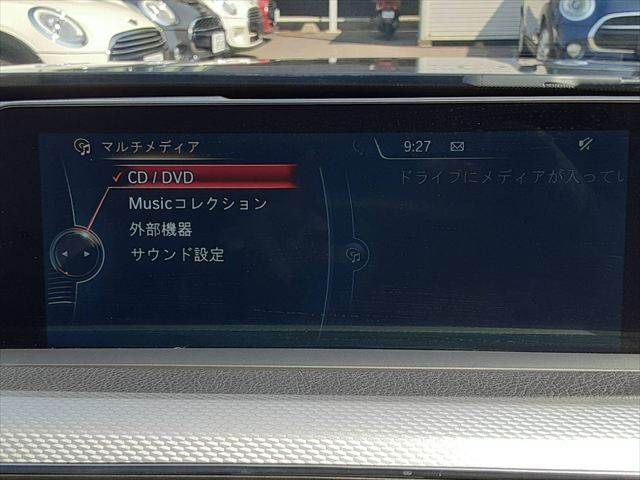 マルチメディア
9:27
CD / DVD
ドライブにメディアが入ってい
Musicコレクション
外部機器
サウンド設定